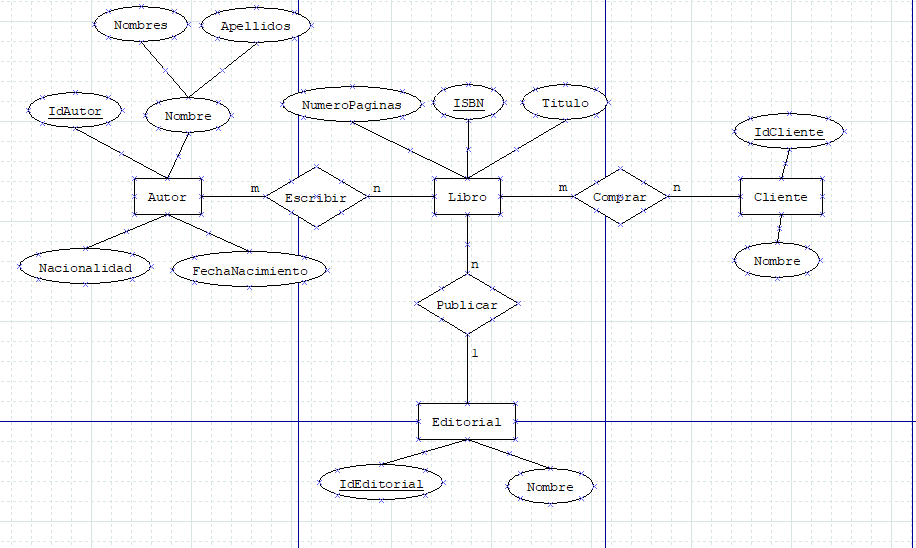 Nombres
Apellidos
IdAutor
Nombre
NumeroPaginas
ISBN
Titulo
IdCliente
Autor
m
Escribir
n
Libro
m
Comprar
n
Cliente
Nacionalidad
FechaNacimiento
Nombre
n
Publicar
1
Editorial
IdEditorial
Nombre